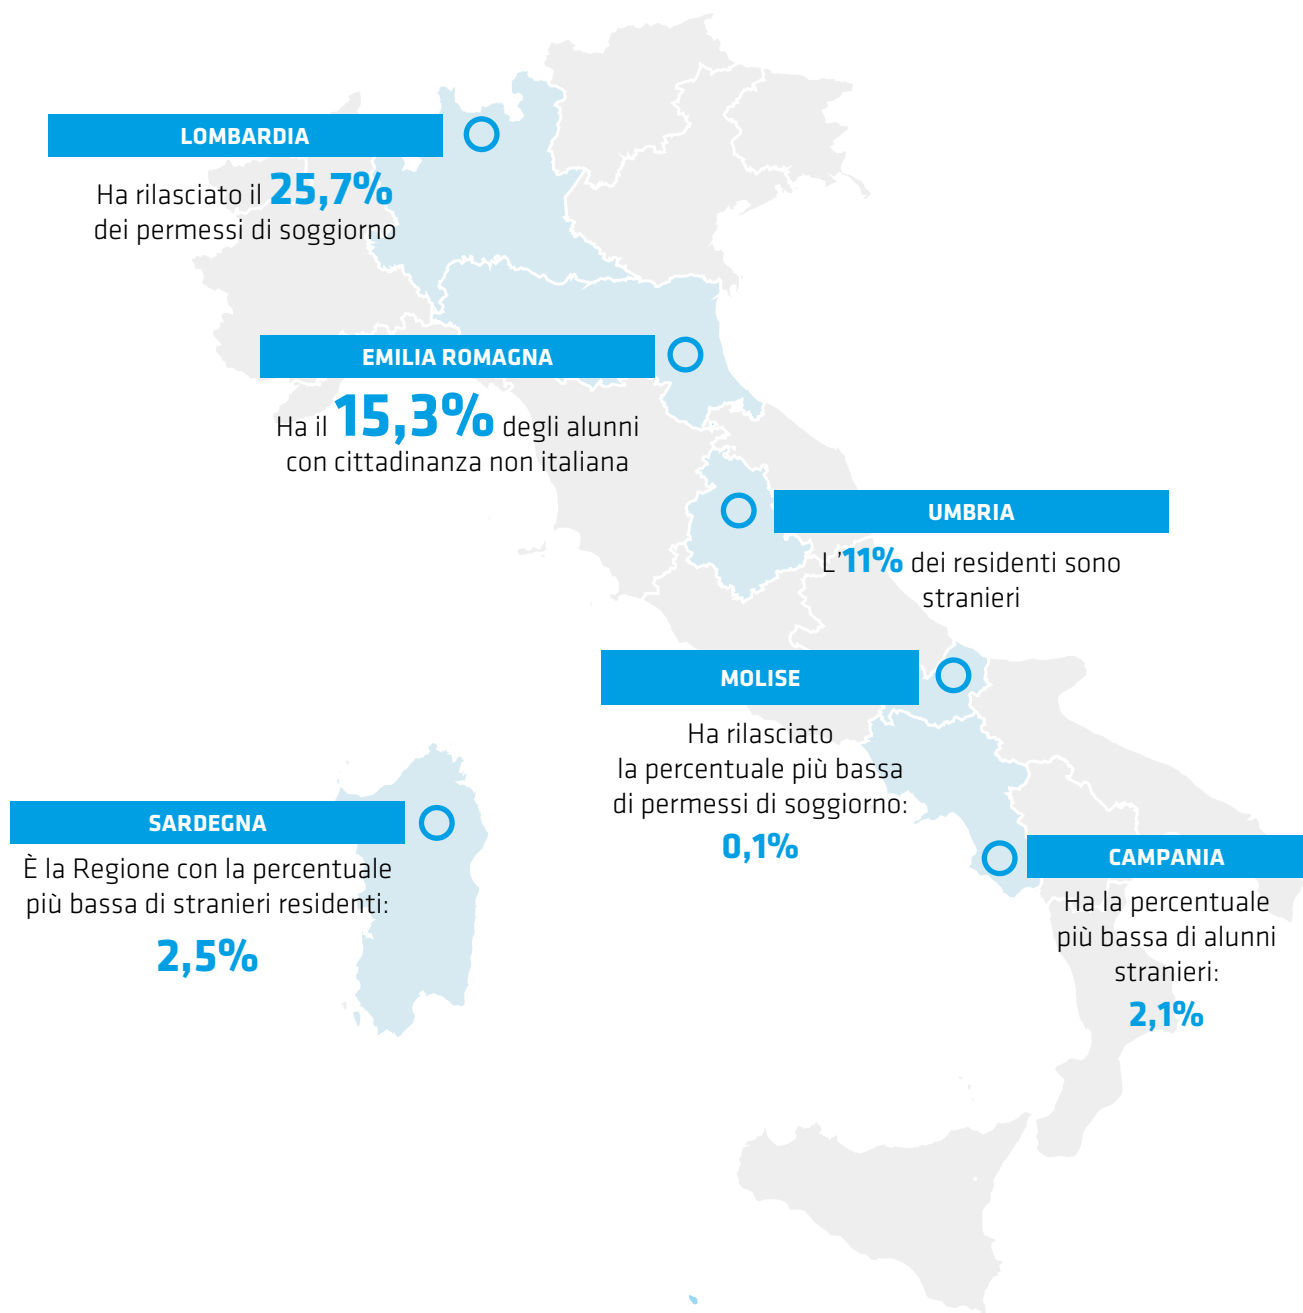 LOMBARDIA
Ha rilasciato il 25,7%
dei permessi di soggiorno
EMILIA ROMAGNA
Ha il 15,3% degli alunni
con cittadinanza non italiana
UMBRIA
L’11% dei residenti sono
stranieri
MOLISE
Ha rilasciato
la percentuale più bassa
di permessi di soggiorno:
0,1%
SARDEGNA
È la Regione con la percentuale
più bassa di stranieri residenti:
2,5%
CAMPANIA
Ha la percentuale
più bassa di alunni
stranieri:
2,1%